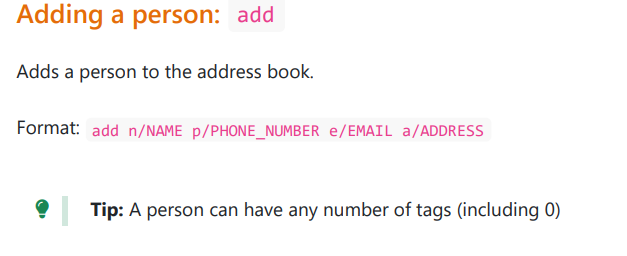 Adding a person: add
Adds a person to the address book.
Format: add n/NAME p/PHONE_NUMBER e/EMAIL a/ADDRESS
Tip: A person can have any number of tags (including 0)